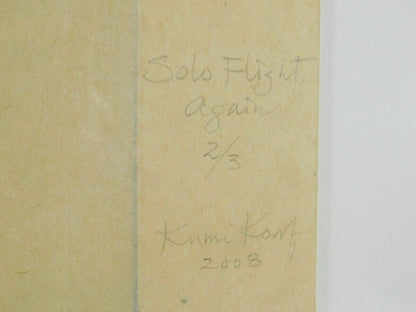 Solo Flight,
Again
2/3
Kumi Korf
2008